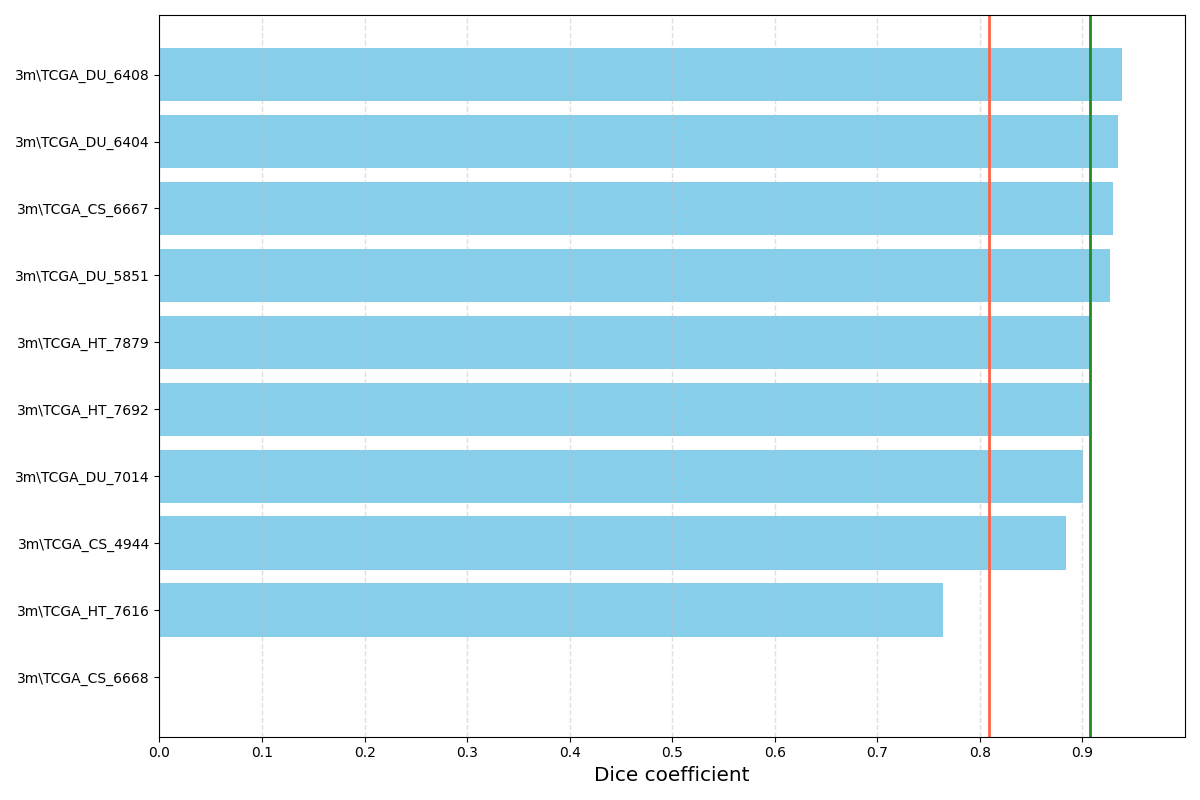 3m\TCGA_DU_6408
3m\TCGA_DU_6404
3m\TCGA_CS_6667
3m\TCGA_DU_5851
3m\TCGA_HT_7879
3m\TCGA_HT_7692
3m\TCGA_DU_7014
3m\TCGA_CS_4944
3m\TCGA_HT_7616
3m\TCGA_CS_6668
0.0 0.1 0.2 0.3 0.4 0.5 0.6 0.7 0.8 0.9
Dice coefficient